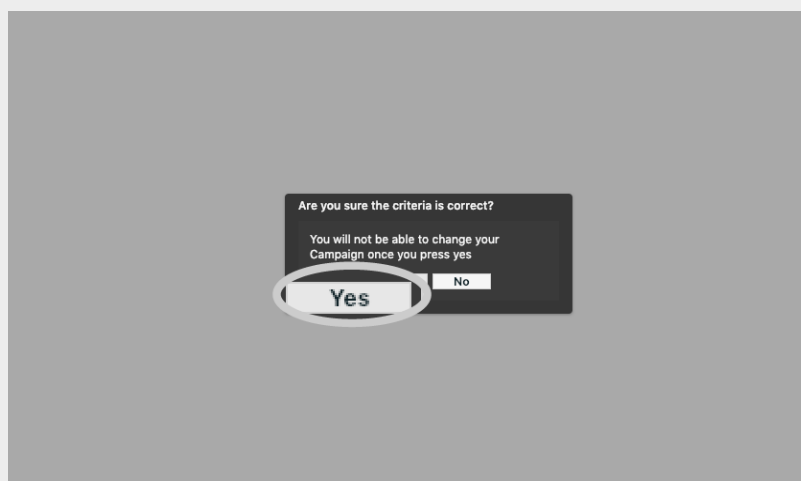 Are you sure the criteria is correct?
You will not be able to change your
Campaign once you press yes
Yes
No